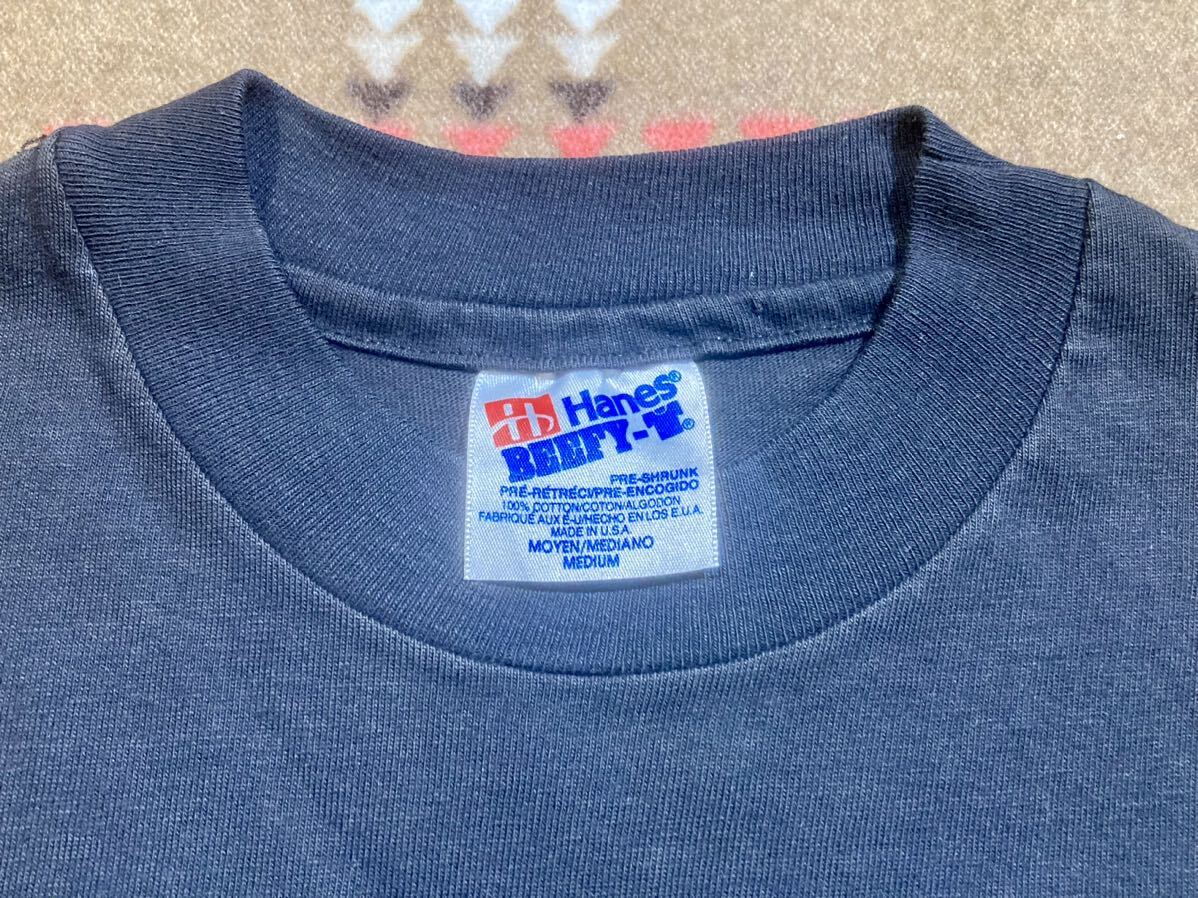 Hanes®
BEEFY-T®
PRE-SHRUNK
PRÉ-RÉTRÉCI/PRE-ENCOGIDO
100% COTTON/COTON/ALGODON
FABRIQUÉ AUX É-U/HECHO EN LOS E.U.A.
MADE IN U.S.A.
MOYEN/MEDIANO
MEDIUM